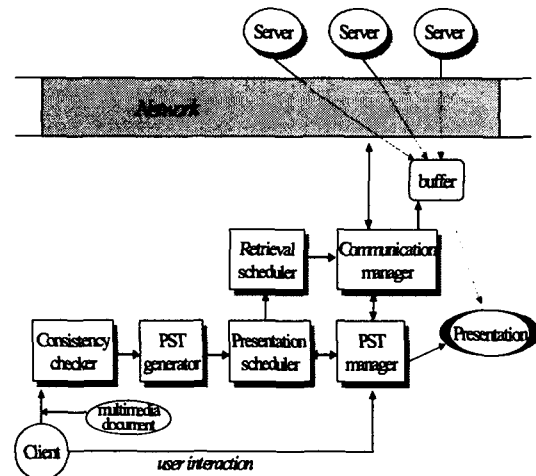 Server
Server
Server
Network
buffer
Retrieval
scheduler
Communication
manager
Consistency
checker
PST
generator
Presentation
scheduler
PST
manager
Presentation
multimedia
document
Client
user interaction